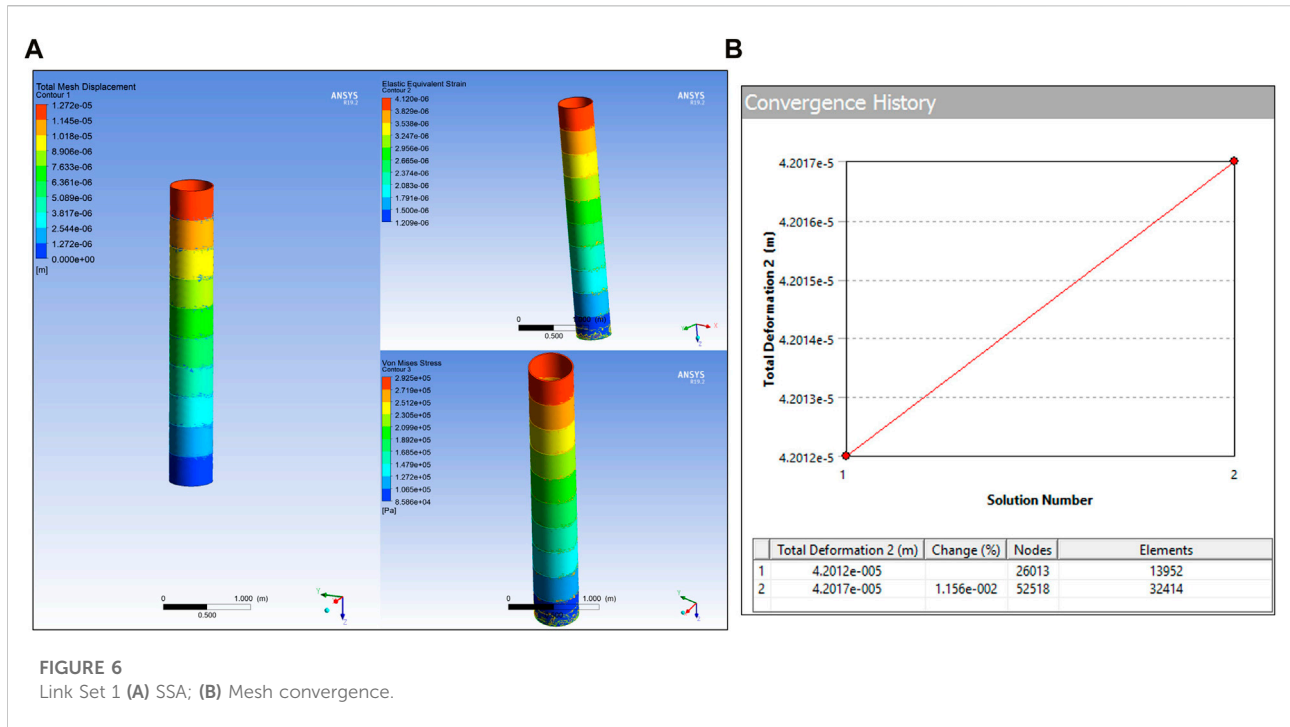 A
Total Mesh Displacement
Contour 1
1.272e-05
1.145e-05
1.018e-05
8.906e-06
7.633e-06
6.361e-06
5.089e-06
3.817e-06
2.544e-06
1.272e-06
0.000e+00
[m]
ANSYS
R19.2
0
1.000 (m)
0.500
Y
Z
Elastic Equivalent Strain
Contour 2
4.120e-06
3.829e-06
3.538e-06
3.247e-06
2.956e-06
2.665e-06
2.374e-06
2.083e-06
1.791e-06
1.500e-06
1.209e-06
ANSYS
R19.2
0
0.500
X
Z
Von Mises Stress
Contour 3
2.925e+05
2.719e+05
2.512e+05
2.305e+05
2.099e+05
1.892e+05
1.685e+05
1.479e+05
1.272e+05
1.065e+05
8.586e+04
[Pa]
ANSYS
R19.2
0
1.000 (m)
0.500
Y
Z
B
Convergence History
4.2017e-5
4.2016e-5
4.2015e-5
4.2014e-5
4.2013e-5
4.2012e-5
Total Deformation 2 (m)
1
2
Solution Number
Total Deformation 2 (m) Change (%) Nodes Elements
1 4.2012e-005 26013 13952
2 4.2017e-005 1.156e-002 52518 32414
FIGURE 6
Link Set 1 (A) SSA; (B) Mesh convergence.